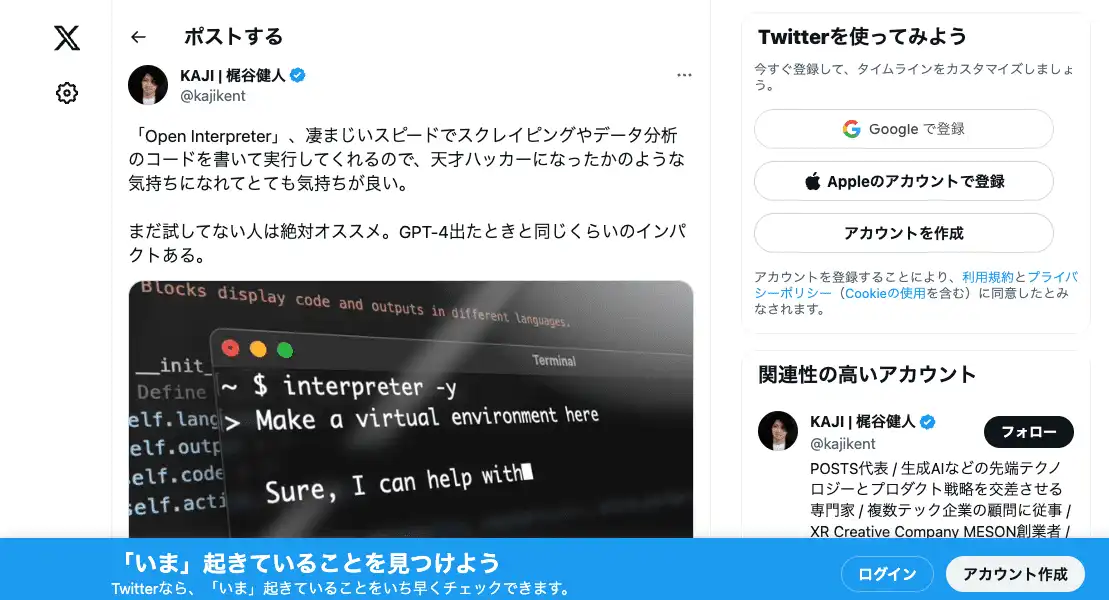 ポストする
KAJI | 梶谷健人
@kajikent
「Open Interpreter」、凄まじいスピードでスクレイピングやデータ分析
のコードを書いて実行してくれるので、天才ハッカーになったかのような
気持ちになれてとても気持ちが良い。
まだ試してない人は絶対オススメ。GPT-4出たときと同じくらいのインパ
クトある。
Blocks display code and outputs in different languages.
Terminal
__init_
Define
elf.lang
elf.outp
elf.code
self.acti
~ $ interpreter -y
> Make a virtual environment here
Sure, I can help with
Twitterを使ってみよう
今すぐ登録して、タイムラインをカスタマイズしましょ
う。
Google で登録
Appleのアカウントで登録
アカウントを作成
アカウントを登録することにより、利用規約とプライバ
シーポリシー（Cookieの使用を含む）に同意したとみ
なされます。
関連性の高いアカウント
KAJI | 梶谷健人
@kajikent
フォロー
POSTS代表 / 生成AIなどの先端テクノ
ロジーとプロダクト戦略を交差させる
専門家 / 複数テック企業の顧問に従事 /
XR Creative Company MESON創業者 /
「いま」起きていることを見つけよう
Twitterなら、「いま」起きていることをいち早くチェックできます。
ログイン
アカウント作成